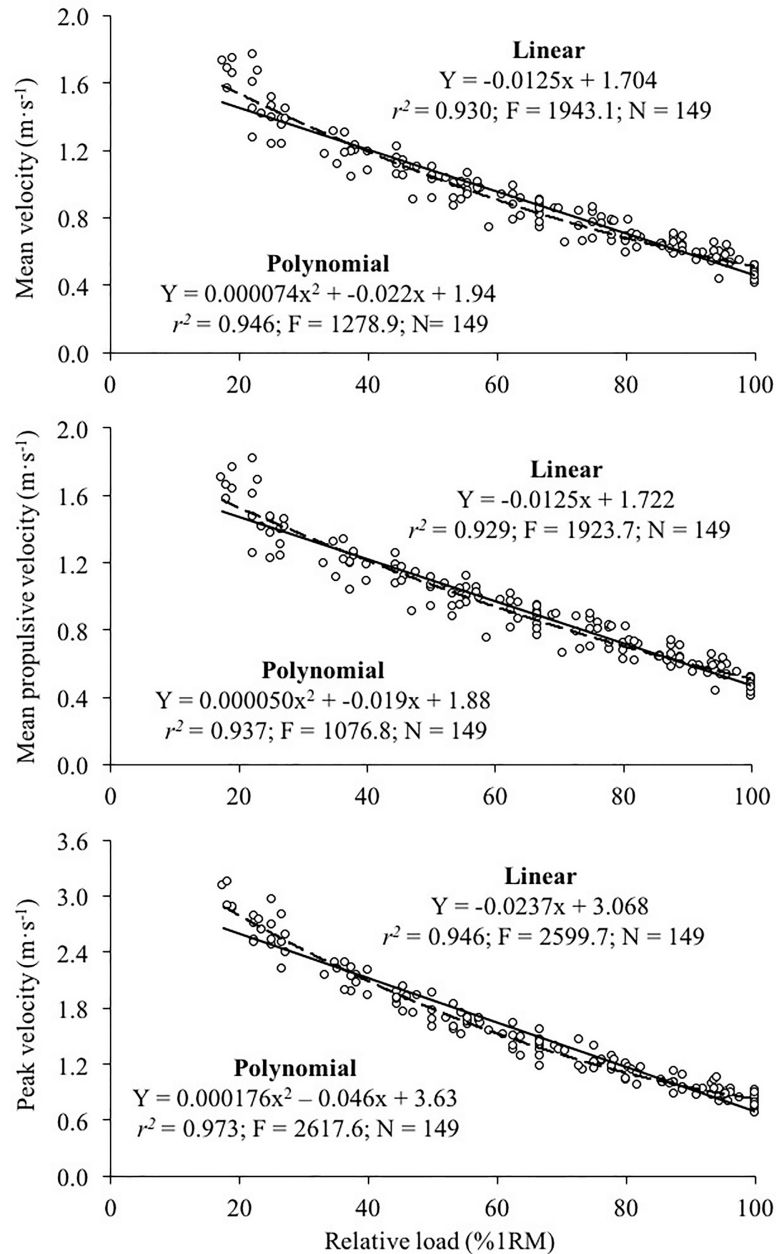 Mean velocity (m·s-1)
2.0
1.6
1.2
0.8
0.4
0.0
Linear
Y = -0.0125x + 1.704
r2 = 0.930; F = 1943.1; N = 149
Polynomial
Y = 0.000074x2 + -0.022x + 1.94
r2 = 0.946; F = 1278.9; N= 149
0 20 40 60 80 100
Mean propulsive velocity (m·s-1)
2.0
1.6
1.2
0.8
0.4
0.0
Linear
Y = -0.0125x + 1.722
r2 = 0.929; F = 1923.7; N = 149
Polynomial
Y = 0.000050x2 + -0.019x + 1.88
r2 = 0.937; F = 1076.8; N = 149
0 20 40 60 80 100
Peak velocity (m·s-1)
3.6
3.0
2.4
1.8
1.2
0.6
0.0
Linear
Y = -0.0237x + 3.068
r2 = 0.946; F = 2599.7; N = 149
Polynomial
Y = 0.000176x2 – 0.046x + 3.63
r2 = 0.973; F = 2617.6; N = 149
0 20 40 60 80 100
Relative load (%1RM)